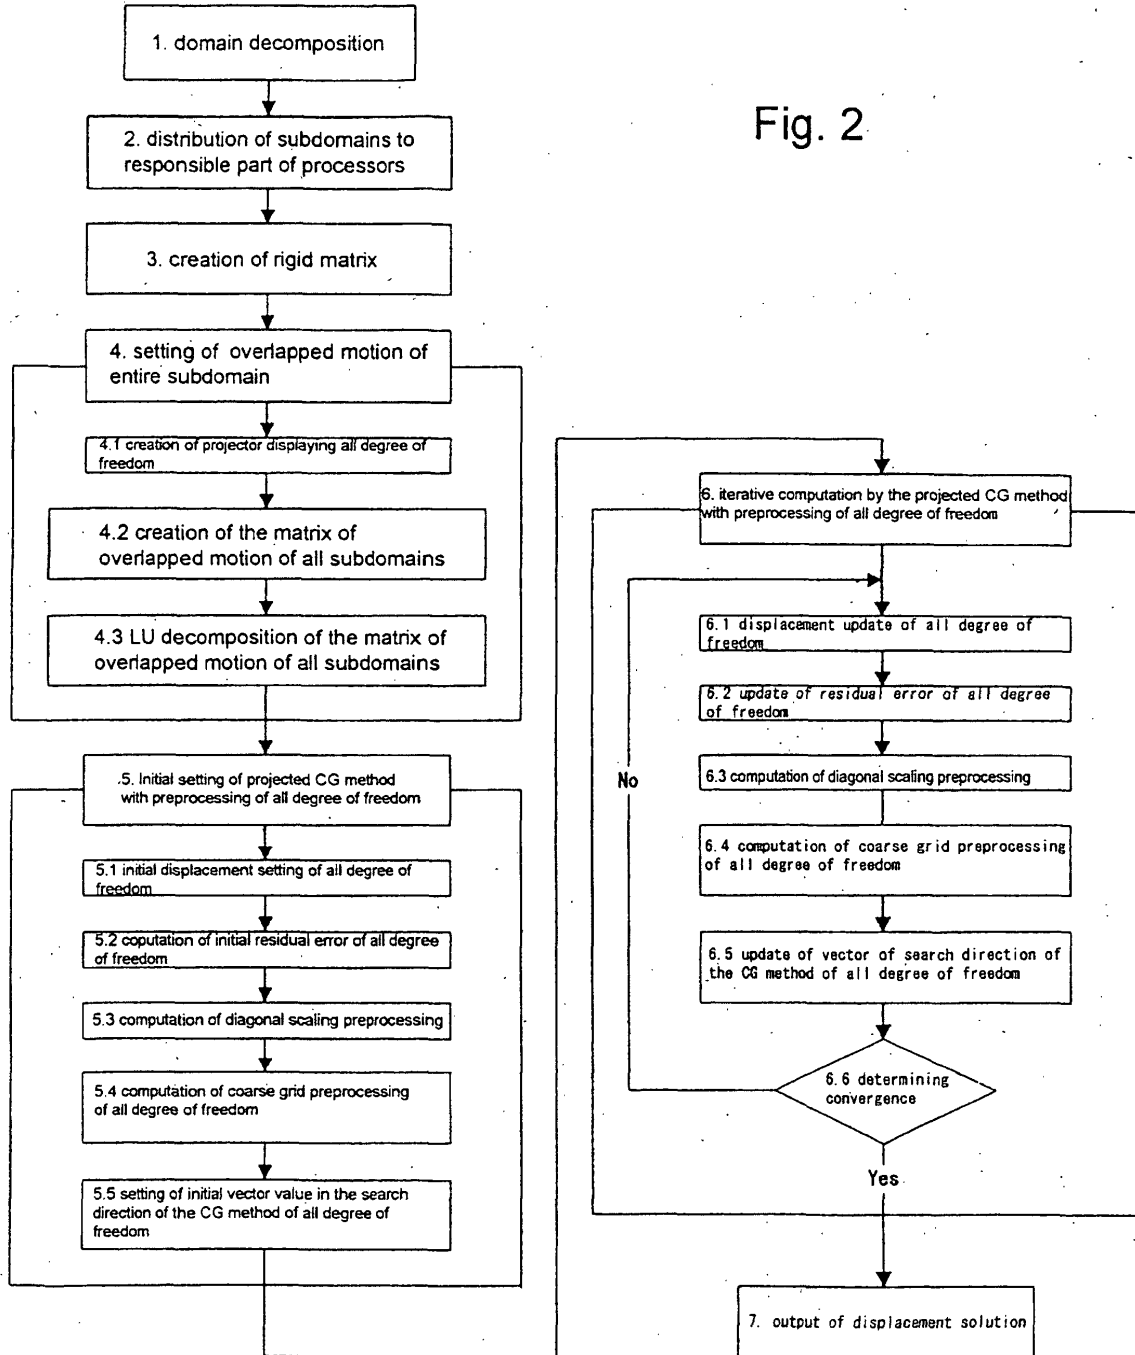 1. domain decomposition
Fig. 2
2. distribution of subdomains to
responsible part of processors
3. creation of rigid matrix
4. setting of overlapped motion of
entire subdomain
4.1 creation of projector displaying all degree of
freedom
4.2 creation of the matrix of
overlapped motion of all subdomains
4.3 LU decomposition of the matrix of
overlapped motion of all subdomains
.5. Initial setting of projected CG method
with preprocessing of all degree of freedom
5.1 initial displacement setting of all degree of
freedom
5.2 coputation of initial residual error of all degree
of freedom
5.3 computation of diagonal scaling preprocessing
5.4 computation of coarse grid preprocessing
of all degree of freedom
5.5 setting of initial vector value in the search
direction of the CG method of all degree of
freedom
6. iterative computation by the projected CG method
with preprocessing of all degree of freedom
6.1 displacement update of all degree of
freedom
6.2 update of residual error of all degree
of freedom
6.3 computation of diagonal scaling preprocessing
6.4 computation of coarse grid preprocessing
of all degree of freedom
6.5 update of vector of search direction of
the CG method of all degree of freedom
6.6 determining
convergence
No
Yes
7. output of displacement solution